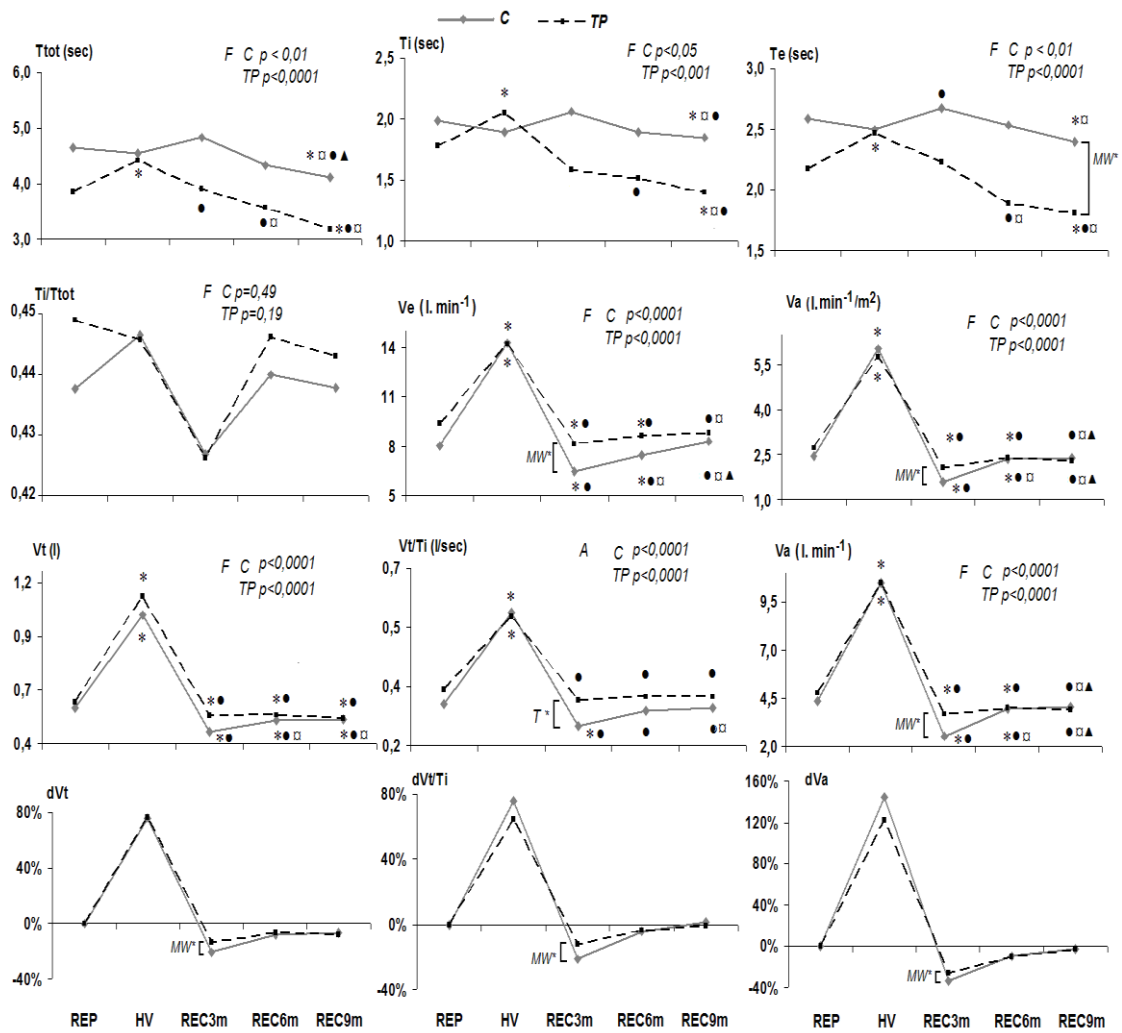 C TP
Ttot (sec)
F C p < 0,01
TP p<0,0001
6,0
5,0
4,0
3,0
* ¤ ● ▲
*
●
● ¤
* ● ¤
Ti (sec)
F C p<0,05
TP p<0,001
2,5
2,0
1,5
1,0
*
* ¤ ●
●
* ¤ ●
Te (sec)
F C p < 0,01
TP p<0,0001
3,0
2,5
2,0
1,5
●
* ¤
*
MW*
● ¤
* ● ¤
Ti/Ttot
F C p=0,49
TP p=0,19
0,45
0,44
0,43
0,42
Ve (l. min⁻¹)
F C p<0,0001
TP p<0,0001
14
11
8
5
*
*
* ●
* ●
● ¤
MW*
* ●
* ● ¤
● ¤ ▲
Va (l.min⁻¹/m²)
F C p<0,0001
TP p<0,0001
5,5
4,0
2,5
1,0
*
*
* ●
* ●
● ¤ ▲
MW*
* ●
* ● ¤
● ¤ ▲
Vt (l)
F C p<0,0001
TP p<0,0001
1,2
0,9
0,7
0,4
*
*
* ●
* ●
* ●
* ●
* ● ¤
* ● ¤
Vt/Ti (l/sec)
A C p<0,0001
TP p<0,0001
0,7
0,5
0,4
0,2
*
*
●
●
●
T *
* ●
●
● ¤
Va (l. min⁻¹)
F C p<0,0001
TP p<0,0001
9,5
7,0
4,5
2,0
*
*
* ●
* ●
● ¤ ▲
MW*
* ●
* ● ¤
● ¤ ▲
dVt
80%
40%
0%
-40%
MW*
REP HV REC3m REC6m REC9m
dVt/Ti
80%
40%
0%
-40%
MW*
REP HV REC3m REC6m REC9m
dVa
160%
120%
80%
40%
0%
-40%
MW*
REP HV REC3m REC6m REC9m